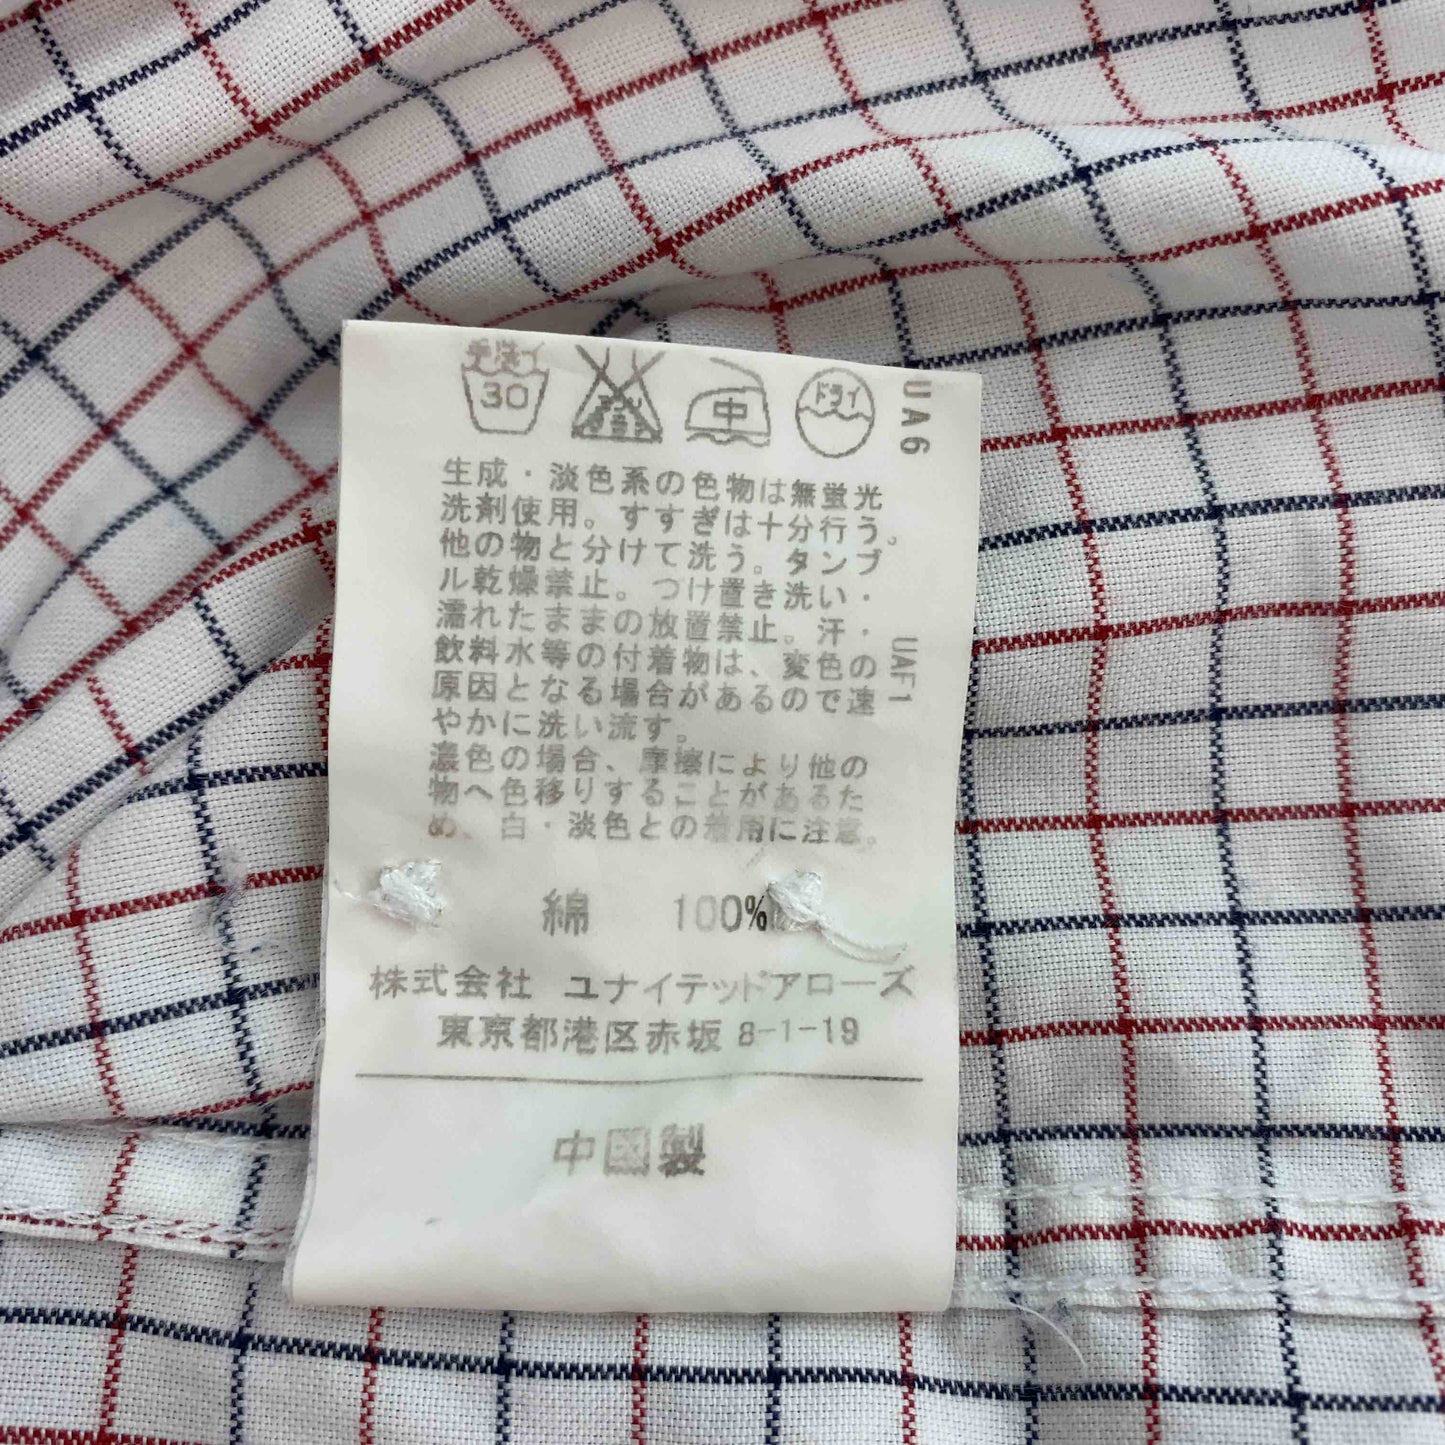 手洗イ
30
中
ドライ
UA6
生成・淡色系の色物は無蛍光
洗剤使用。すすぎは十分行う。
他の物と分けて洗う。タンブ
ル乾燥禁止。つけ置き洗い・
濡れたままの放置禁止。汗・
飲料水等の付着物は、変色の
原因となる場合があるので速
やかに洗い流す。
UAF1
濃色の場合、摩擦により他の
物へ色移りすることがあるた
め、白・淡色との着用に注意。
綿 100%
株式会社 ユナイテッドアローズ
東京都港区赤坂 8-1-19
中國製